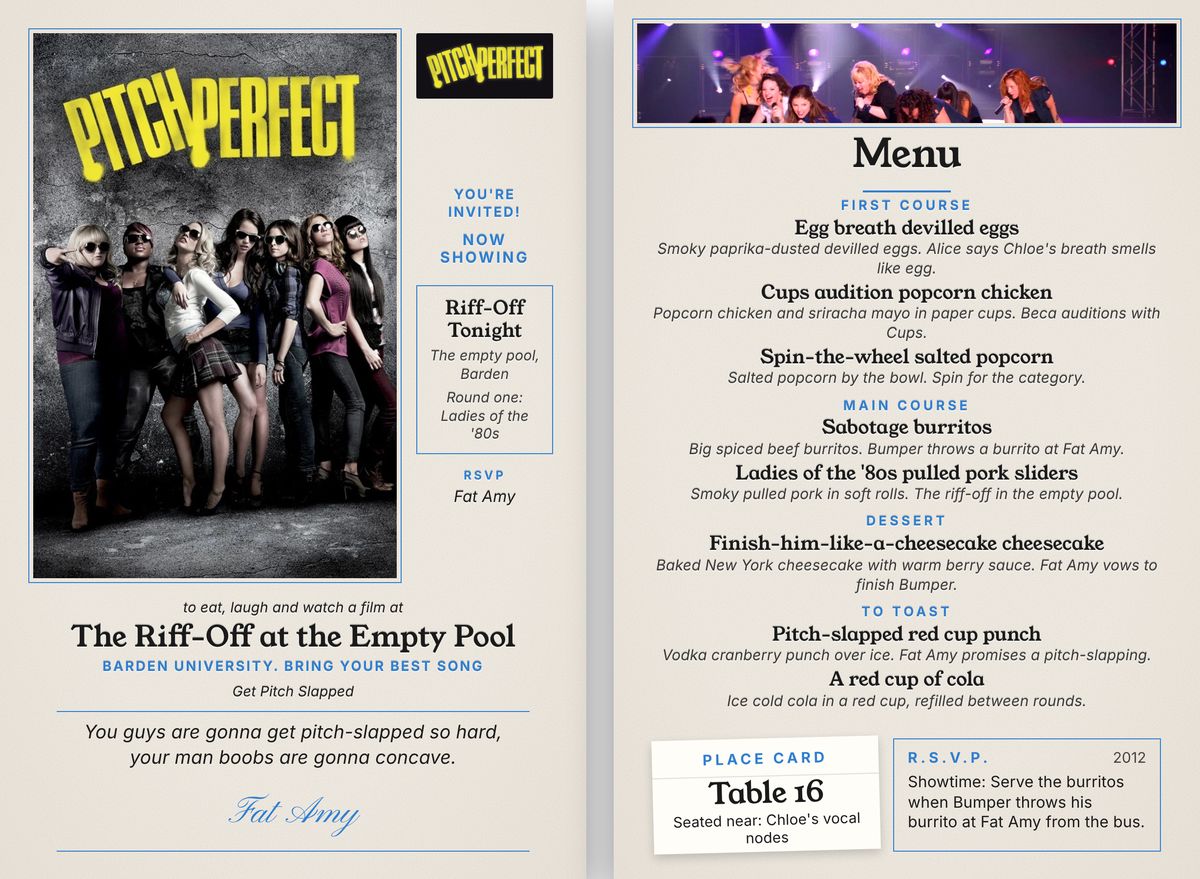 PITCH PERFECT
PITCH PERFECT
YOU'RE
INVITED!
NOW
SHOWING
Riff-Off
Tonight
The empty pool,
Barden
Round one:
Ladies of the
'80s
RSVP
Fat Amy
to eat, laugh and watch a film at
The Riff-Off at the Empty Pool
BARDEN UNIVERSITY. BRING YOUR BEST SONG
Get Pitch Slapped
You guys are gonna get pitch-slapped so hard,
your man boobs are gonna concave.
Fat Amy
Menu
FIRST COURSE
Egg breath devilled eggs
Smoky paprika-dusted devilled eggs. Alice says Chloe's breath smells
like egg.
Cups audition popcorn chicken
Popcorn chicken and sriracha mayo in paper cups. Beca auditions with
Cups.
Spin-the-wheel salted popcorn
Salted popcorn by the bowl. Spin for the category.
MAIN COURSE
Sabotage burritos
Big spiced beef burritos. Bumper throws a burrito at Fat Amy.
Ladies of the '80s pulled pork sliders
Smoky pulled pork in soft rolls. The riff-off in the empty pool.
DESSERT
Finish-him-like-a-cheesecake cheesecake
Baked New York cheesecake with warm berry sauce. Fat Amy vows to
finish Bumper.
TO TOAST
Pitch-slapped red cup punch
Vodka cranberry punch over ice. Fat Amy promises a pitch-slapping.
A red cup of cola
Ice cold cola in a red cup, refilled between rounds.
PLACE CARD
Table 16
Seated near: Chloe's vocal
nodes
R.S.V.P. 2012
Showtime: Serve the burritos
when Bumper throws his
burrito at Fat Amy from the bus.